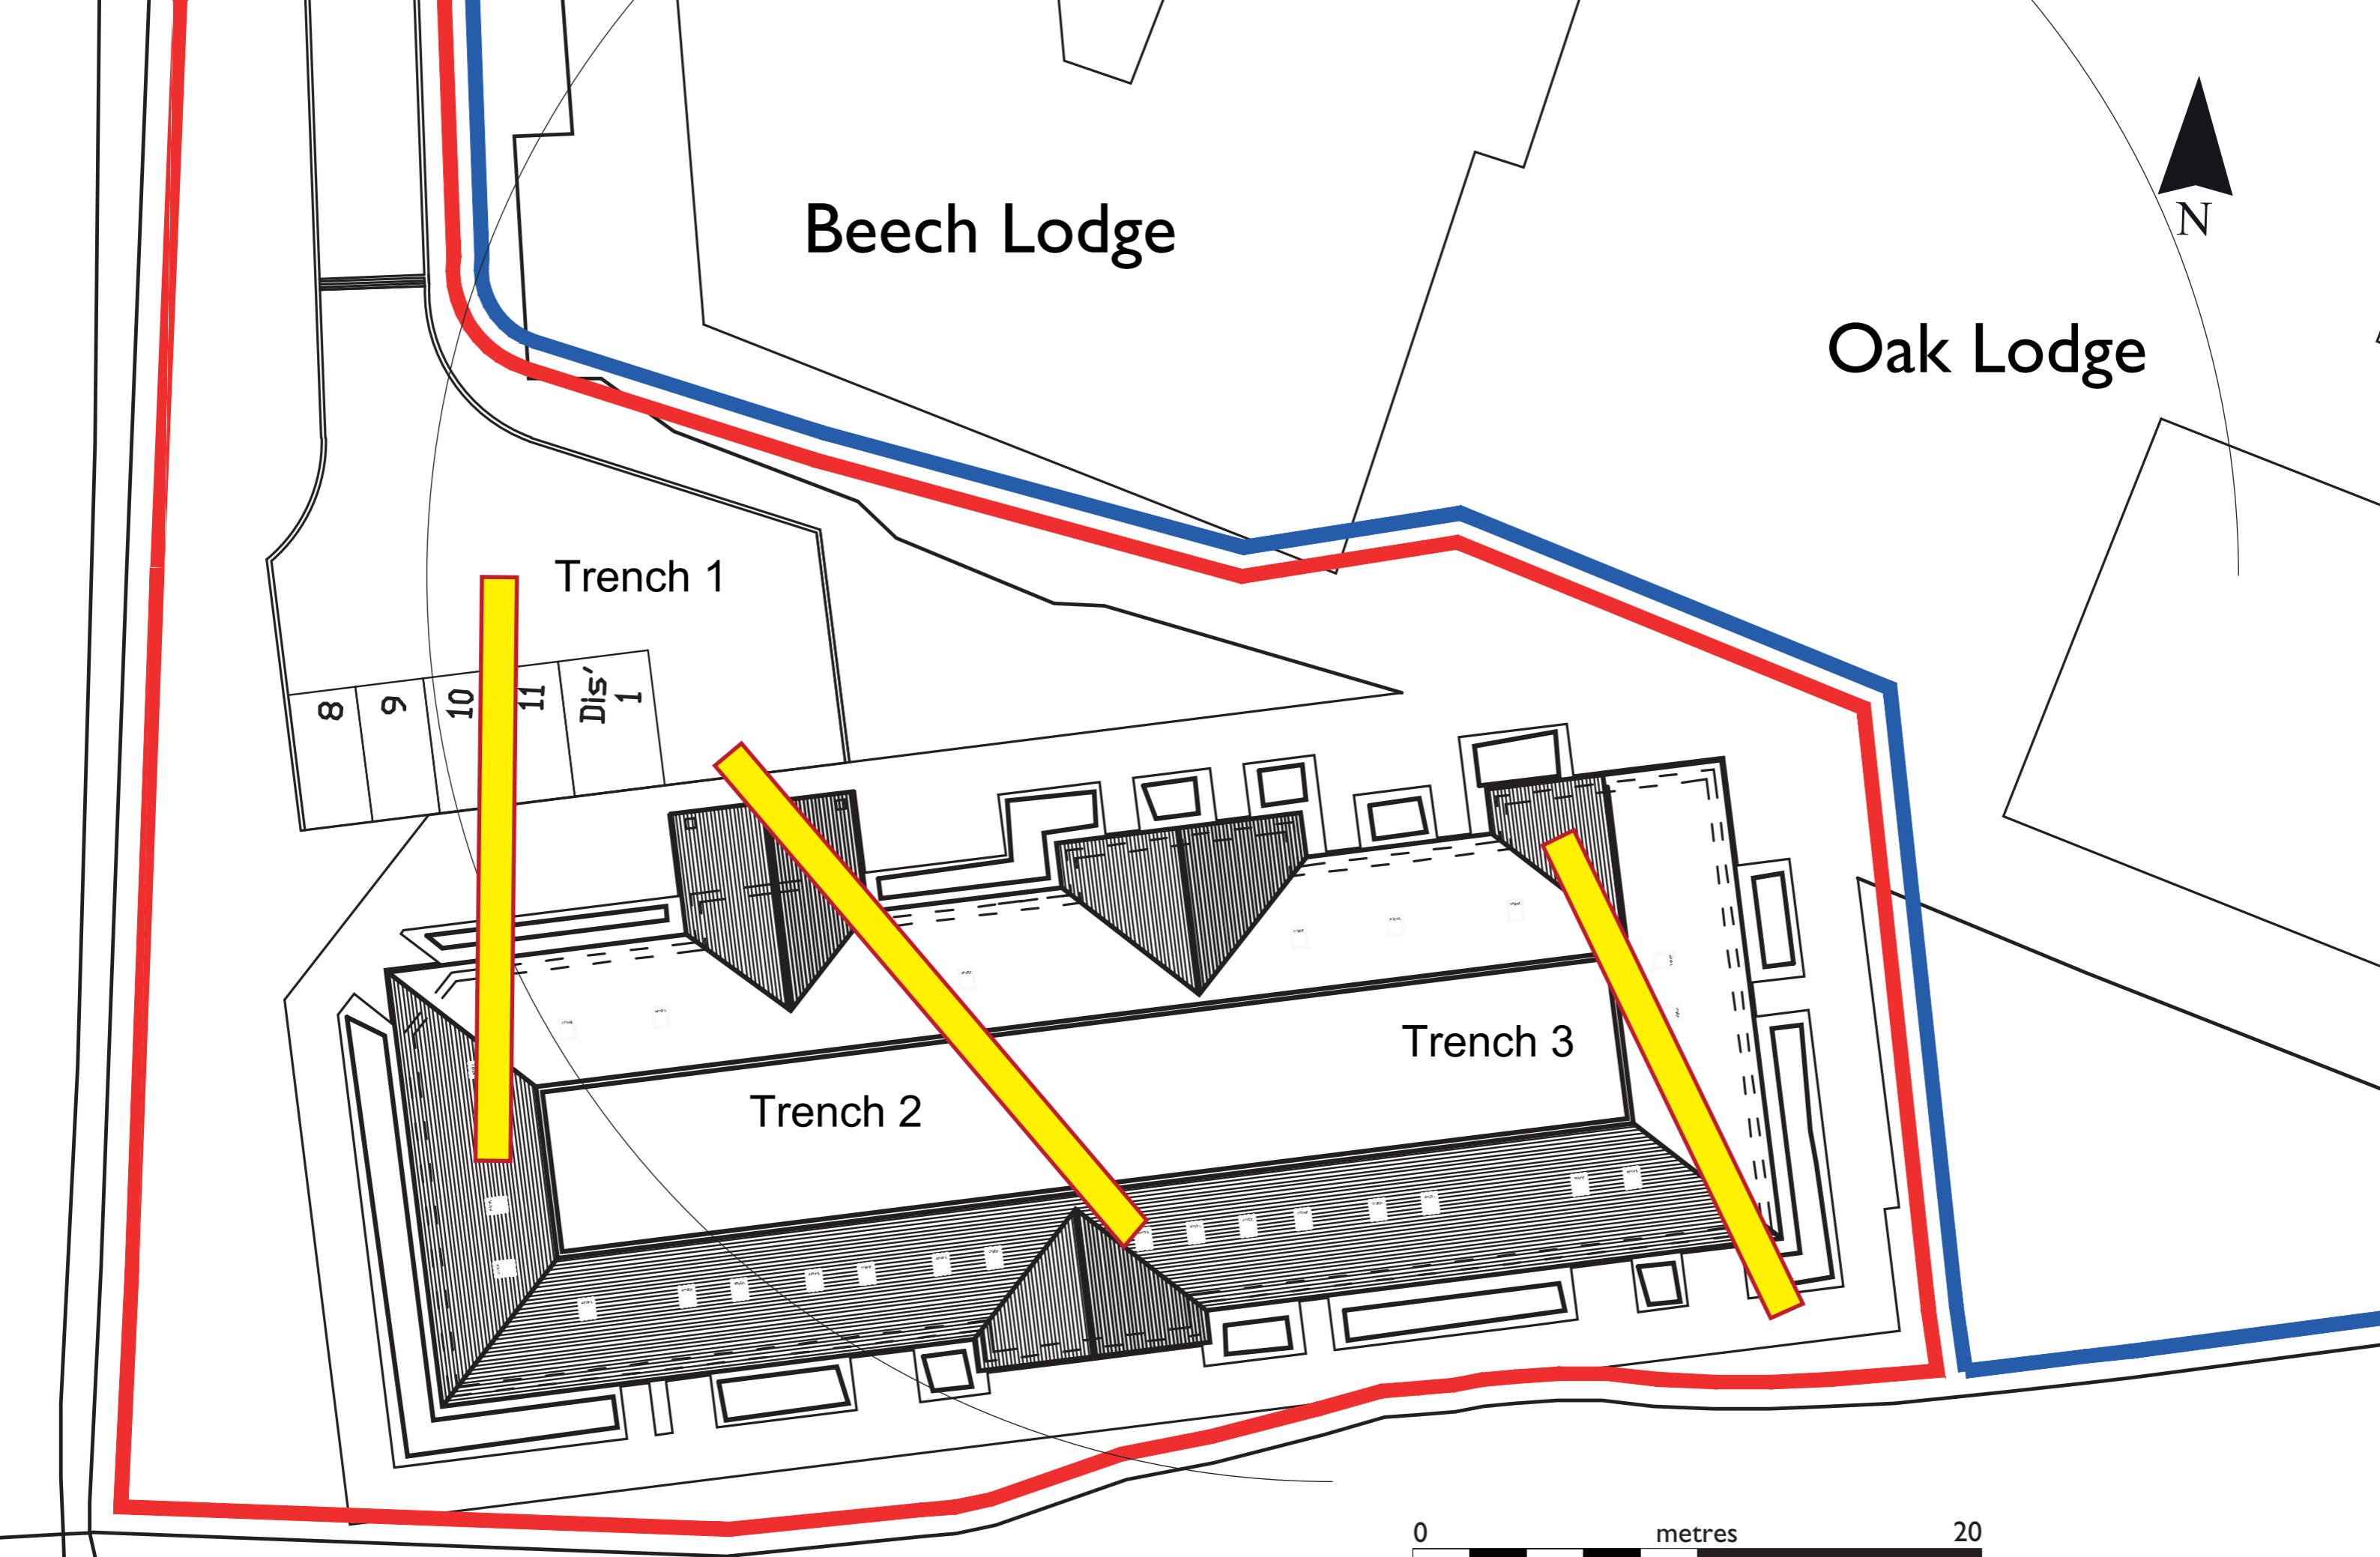 Beech Lodge
N
Oak Lodge
Trench 1
8
9
10
11
Dis'
1
Trench 3
Trench 2
0 metres 20